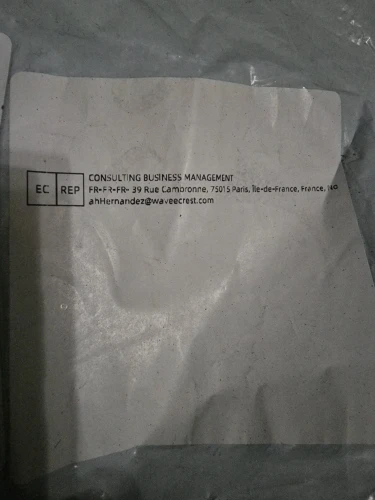 EC REP
CONSULTING BUSINESS MANAGEMENT
FR-FR-FR- 39 Rue Cambronne, 75015 Paris, Île-de-France, France, No
ahHernandez@waveecrest.com